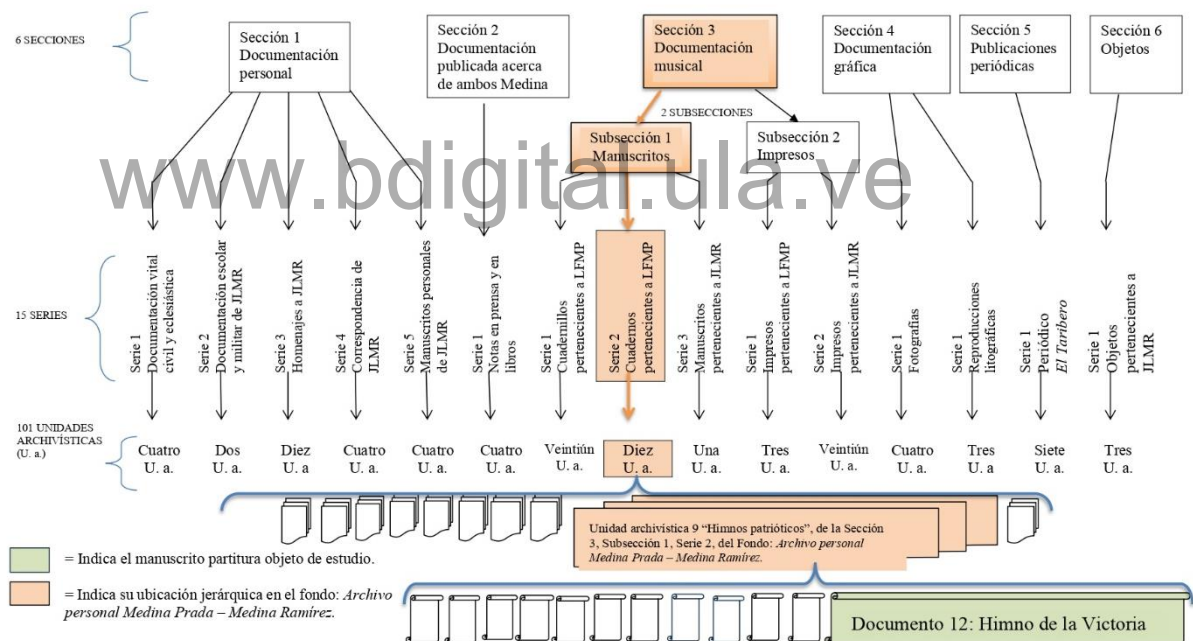 6 SECCIONES
Sección 1
Documentación
personal
Sección 2
Documentación
publicada acerca
de ambos Medina
Sección 3
Documentación
musical
Sección 4
Documentación
gráfica
Sección 5
Publicaciones
periódicas
Sección 6
Objetos
2 SUBSECCIONES
Subsección 1
Manuscritos
Subsección 2
Impresos
www.bdigital.ula.ve
15 SERIES
Serie 1
Documentación vital
civil y eclesiástica
Serie 2
Documentación escolar
y militar de JLMR
Serie 3
Homenajes a JLMR
Serie 4
Correspondencia de
JLMR
Serie 5
Manuscritos personales
de JLMR
Serie 1
Notas en prensa y en
libros
Serie 1
Cuadernillos
pertenecientes a LFMP
Serie 2
Cuadernos
pertenecientes a LFMP
Serie 3
Manuscritos
pertenecientes a JLMR
Serie 1
Impresos
pertenecientes a LFMP
Serie 2
Impresos
pertenecientes a JLMR
Serie 1
Fotografías
Serie 1
Reproducciones
litográficas
Serie 1
Periódico
El Taribero
Serie 1
Objetos
pertenecientes a
JLMR
101 UNIDADES
ARCHIVÍSTICAS
(U. a.)
Cuatro
U. a.
Dos
U. a.
Diez
U. a
Cuatro
U. a.
Cuatro
U. a.
Cuatro
U. a.
Veintiún
U. a.
Diez
U. a.
Una
U. a.
Tres
U. a.
Veintiún
U. a.
Cuatro
U. a.
Tres
U. a
Siete
U. a.
Tres
U. a.
Unidad archivística 9 “Himnos patrióticos”, de la Sección
3, Subsección 1, Serie 2, del Fondo: Archivo personal
Medina Prada – Medina Ramírez.
= Indica el manuscrito partitura objeto de estudio.
= Indica su ubicación jerárquica en el fondo: Archivo
personal Medina Prada – Medina Ramírez.
Documento 12: Himno de la Victoria